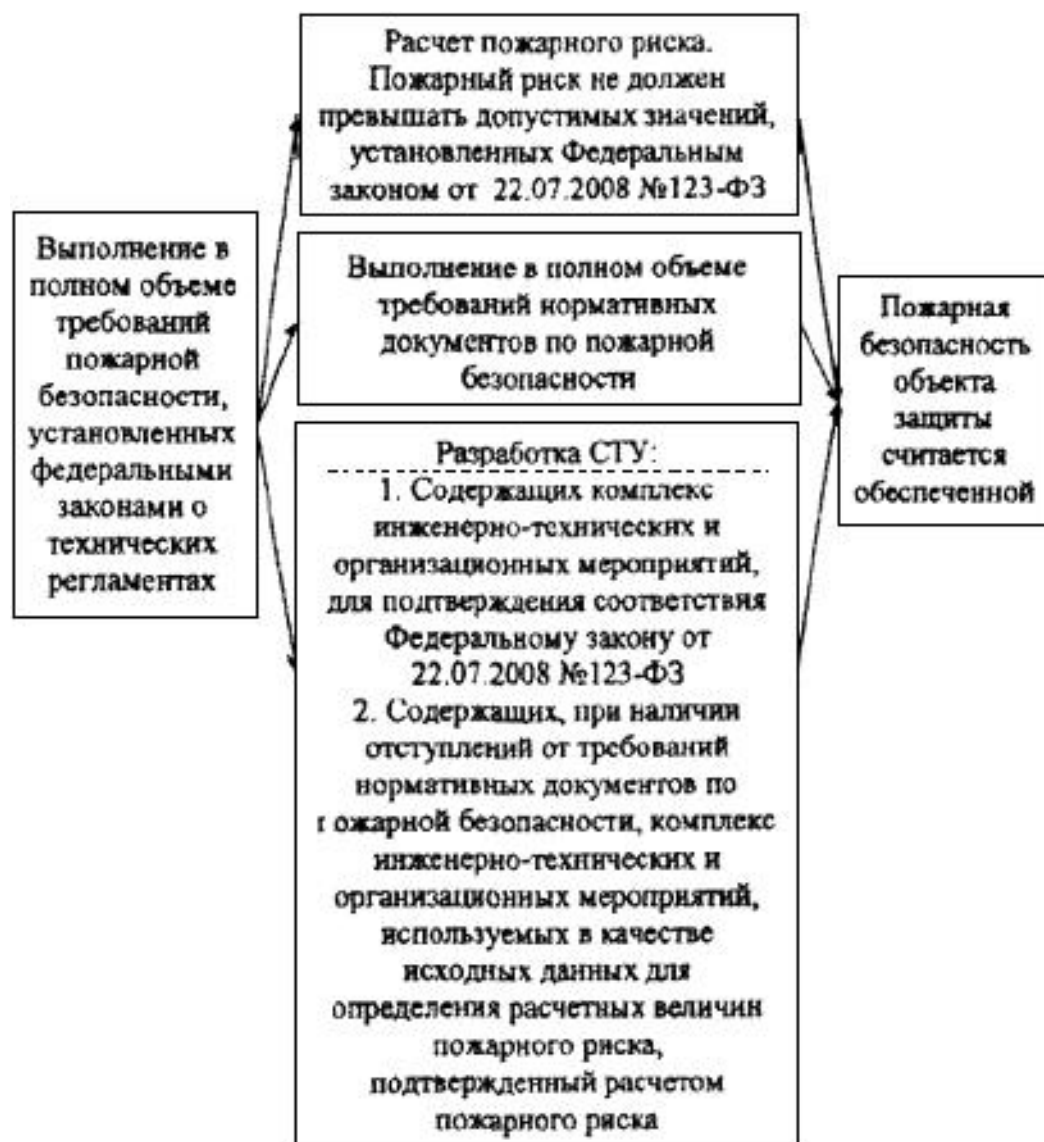 Расчет пожарного риска.
Пожарный риск не должен
превышать допустимых значений,
установленных Федеральным
законом от 22.07.2008 №123-ФЗ
Выполнение в
полном объеме
требований
пожарной
безопасности,
установленных
федеральными
законами о
технических
регламентах
Выполнение в полном объеме
требований нормативных
документов по пожарной
безопасности
Разработка СТУ:
1. Содержащих комплекс
инженерно-технических и
организационных мероприятий,
для подтверждения соответствия
Федеральному закону от
22.07.2008 №123-ФЗ
2. Содержащих, при наличии
отступлений от требований
нормативных документов по
пожарной безопасности, комплекс
инженерно-технических и
организационных мероприятий,
используемых в качестве
исходных данных для
определения расчетных величин
пожарного риска,
подтвержденный расчетом
пожарного риска
Пожарная
безопасность
объекта
защиты
считается
обеспеченной